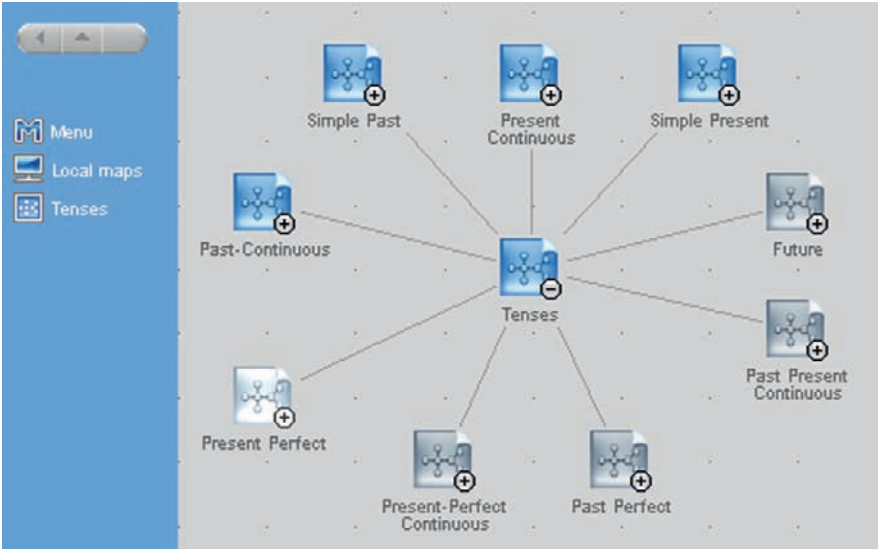 Menu
Local maps
Tenses
Simple Past
Present
Continuous
Simple Present
Past-Continuous
Future
Tenses
Past Present
Continuous
Present Perfect
Present-Perfect
Continuous
Past Perfect